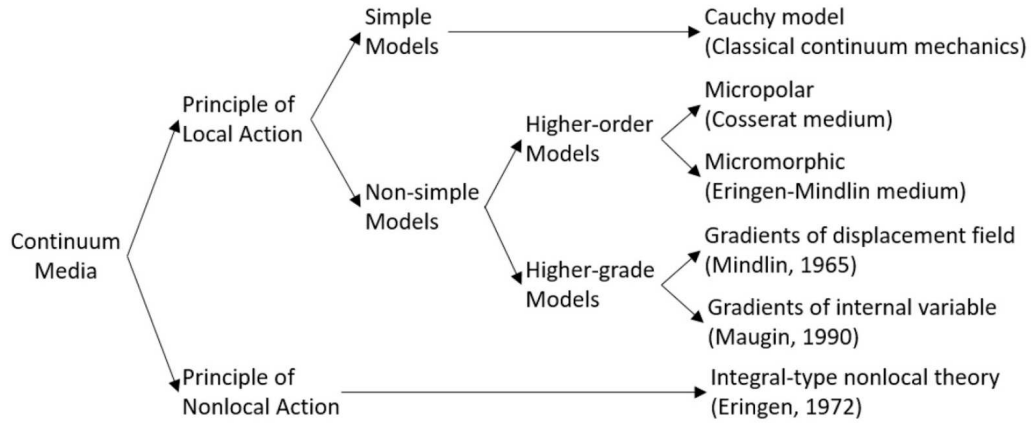 Simple
Models
Cauchy model
(Classical continuum mechanics)
Principle of
Local Action
Higher-order
Models
Micropolar
(Cosserat medium)
Micromorphic
(Eringen-Mindlin medium)
Non-simple
Models
Continuum
Media
Higher-grade
Models
Gradients of displacement field
(Mindlin, 1965)
Gradients of internal variable
(Maugin, 1990)
Principle of
Nonlocal Action
Integral-type nonlocal theory
(Eringen, 1972)